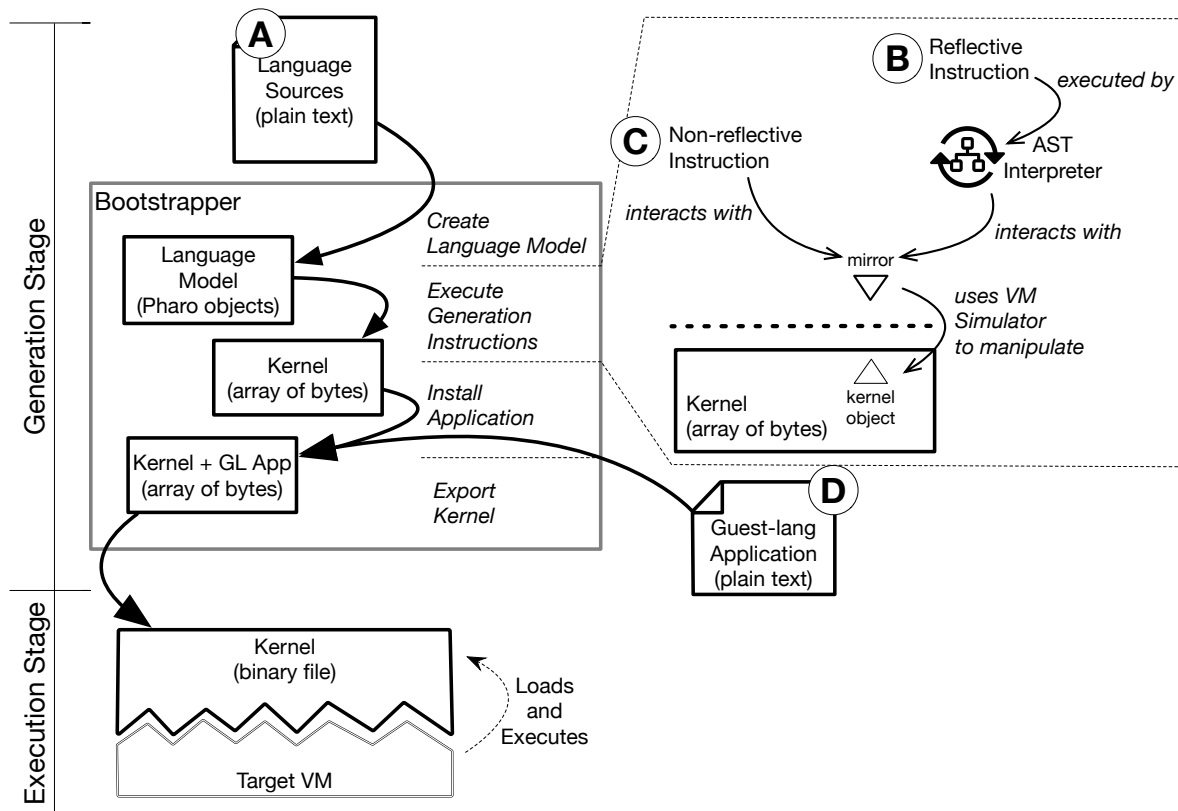 Generation Stage
A
Language
Sources
(plain text)
Bootstrapper
Language
Model
(Pharo objects)
Create
Language Model
Execute
Generation
Instructions
Kernel
(array of bytes)
Install
Application
Kernel + GL App
(array of bytes)
Export
Kernel
B
Reflective
Instruction
executed by
C
Non-reflective
Instruction
AST
Interpreter
interacts with
interacts with
mirror
uses VM
Simulator
to manipulate
Kernel
(array of bytes)
kernel
object
D
Guest-lang
Application
(plain text)
Execution Stage
Kernel
(binary file)
Loads
and
Executes
Target VM